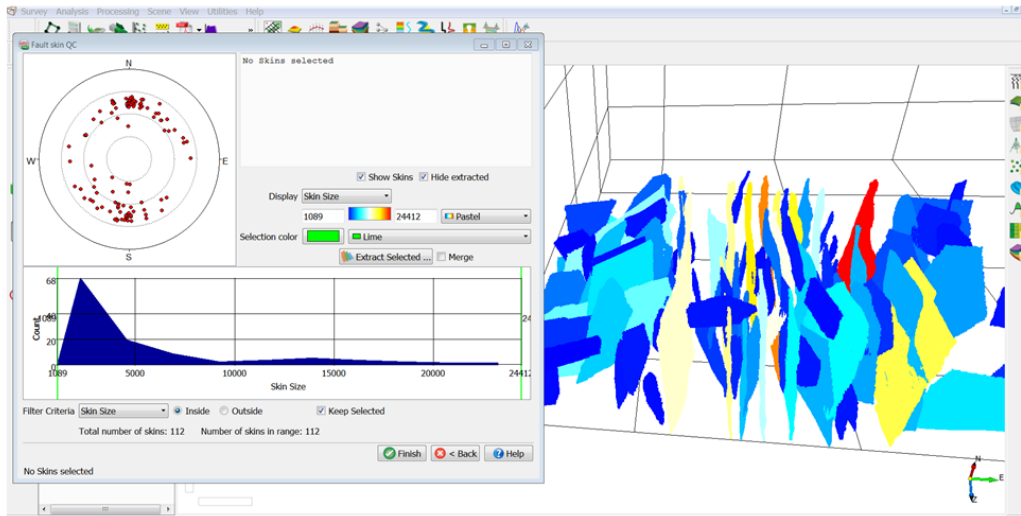 Survey Analysis Processing Scene View Utilities Help
Fault skin QC
N
W
E
S
No Skins selected
Show Skins Hide extracted
Display Skin Size
1089 24412 Pastel
Selection color Lime
Extract Selected ... Merge
Count
68
40
20
0
1089
24
1089 5000 10000 15000 20000 24412
Skin Size
Filter Criteria Skin Size Inside Outside Keep Selected
Total number of skins: 112 Number of skins in range: 112
Finish < Back Help
No Skins selected
N
E
Z